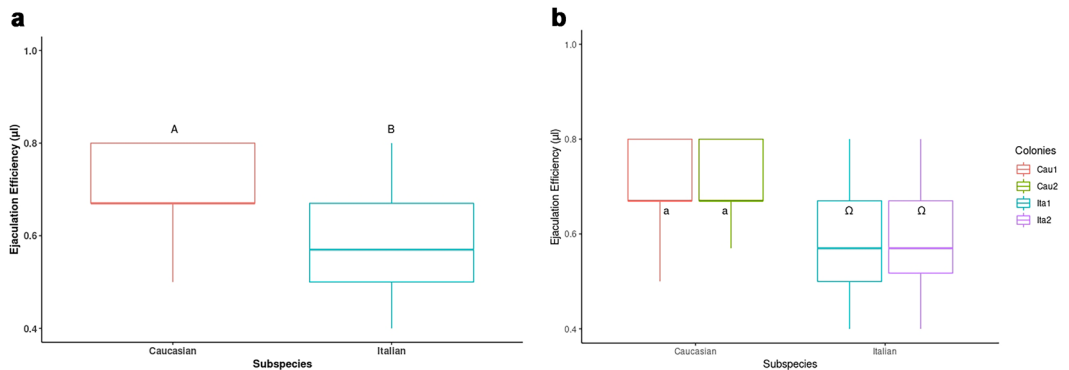 a
1.0
0.8
0.6
0.4
Ejaculation Efficiency (µl)
A
B
Caucasian Italian
Subspecies
b
1.0
0.8
0.6
0.4
Ejaculation Efficiency (µl)
a a Ω Ω
Caucasian Italian
Subspecies
Colonies
Cau1
Cau2
Ita1
Ita2